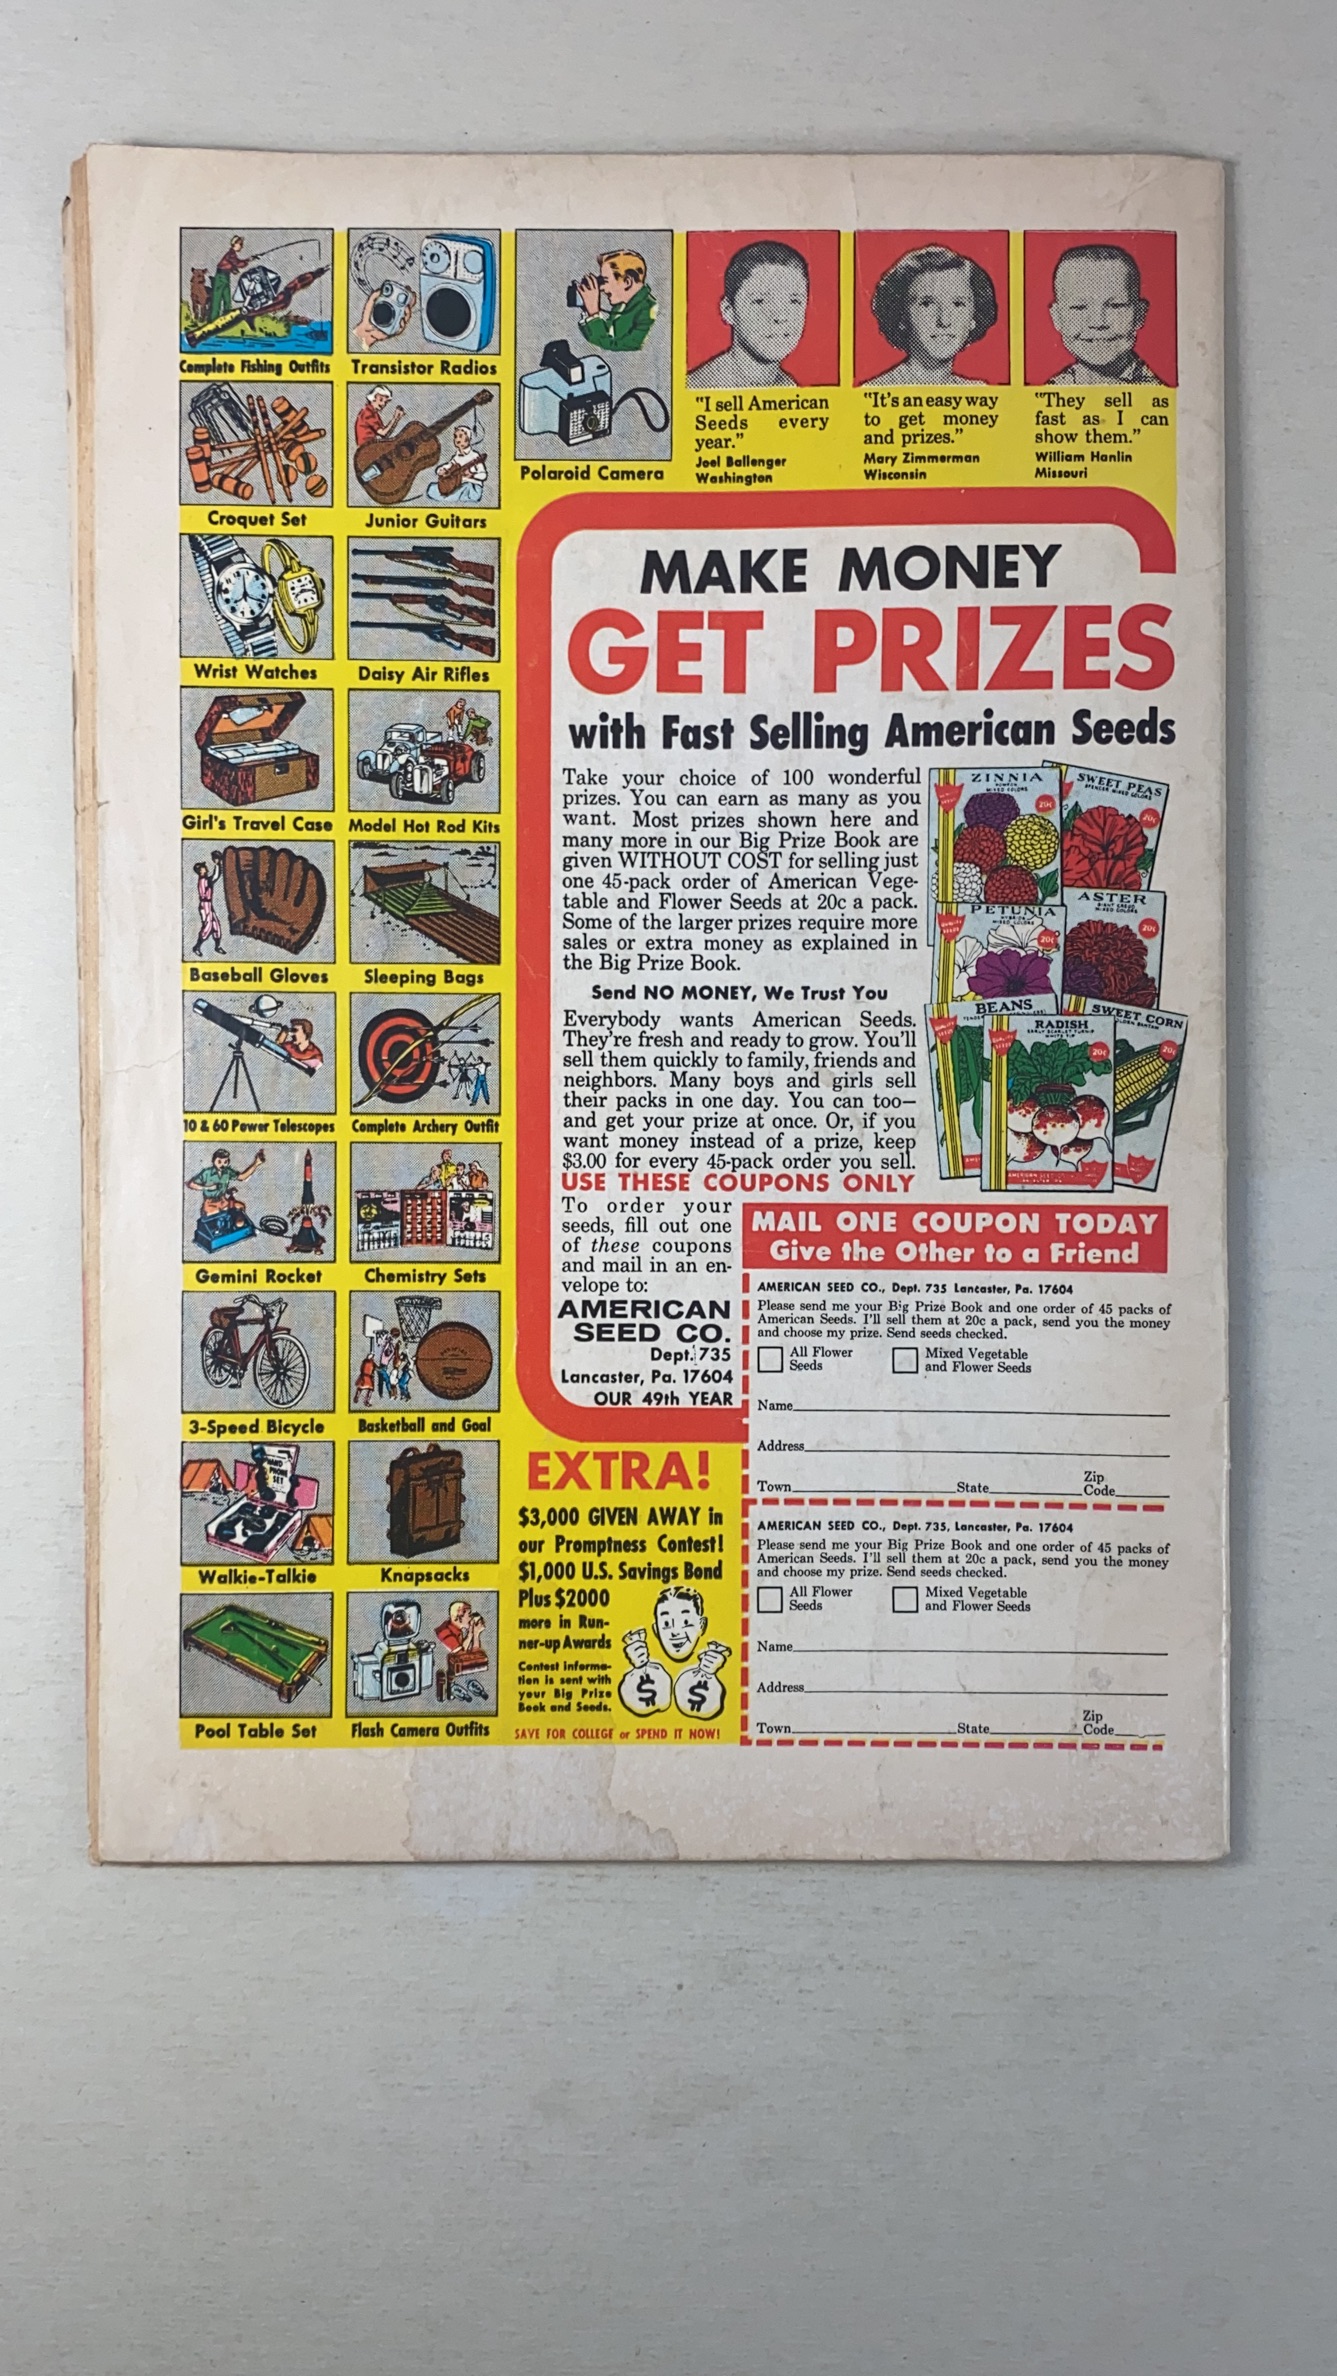 Complete Fishing Outfits
Transistor Radios
Polaroid Camera
Croquet Set
Junior Guitars
Wrist Watches
Daisy Air Rifles
Girl's Travel Case
Model Hot Rod Kits
Baseball Gloves
Sleeping Bags
10 & 60 Power Telescopes
Complete Archery Outfit
Gemini Rocket
Chemistry Sets
3-Speed Bicycle
Basketball and Goal
HAND
PHONE
SET
Walkie-Talkie
Knapsacks
Pool Table Set
Flash Camera Outfits
"I sell American
Seeds every
year."
Joel Ballenger
Washington
"It's an easy way
to get money
and prizes."
Mary Zimmerman
Wisconsin
"They sell as
fast as I can
show them."
William Hanlin
Missouri
MAKE MONEY
GET PRIZES
with Fast Selling American Seeds
Take your choice of 100 wonderful
prizes. You can earn as many as you
want. Most prizes shown here and
many more in our Big Prize Book are
given WITHOUT COST for selling just
one 45-pack order of American Vege-
table and Flower Seeds at 20c a pack.
Some of the larger prizes require more
sales or extra money as explained in
the Big Prize Book.
Send NO MONEY, We Trust You
Everybody wants American Seeds.
They're fresh and ready to grow. You'll
sell them quickly to family, friends and
neighbors. Many boys and girls sell
their packs in one day. You can too—
and get your prize at once. Or, if you
want money instead of a prize, keep
$3.00 for every 45-pack order you sell.
USE THESE COUPONS ONLY
To order your
seeds, fill out one
of these coupons
and mail in an en-
velope to:
AMERICAN
SEED CO.
Dept. 735
Lancaster, Pa. 17604
OUR 49th YEAR
ZINNIA
MIXED COLORS
20¢
SWEET PEAS
SPENCER MIXED COLORS
20¢
PETUNIA
MIXED COLORS
20¢
ASTER
MIXED COLORS
20¢
BEANS
RADISH
20¢
SWEET CORN
20¢
MAIL ONE COUPON TODAY
Give the Other to a Friend
AMERICAN SEED CO., Dept. 735 Lancaster, Pa. 17604
Please send me your Big Prize Book and one order of 45 packs of
American Seeds. I'll sell them at 20c a pack, send you the money
and choose my prize. Send seeds checked.
All Flower
Seeds
Mixed Vegetable
and Flower Seeds
Name
Address
Town State Zip Code
AMERICAN SEED CO., Dept. 735, Lancaster, Pa. 17604
Please send me your Big Prize Book and one order of 45 packs of
American Seeds. I'll sell them at 20c a pack, send you the money
and choose my prize. Send seeds checked.
All Flower
Seeds
Mixed Vegetable
and Flower Seeds
Name
Address
Town State Zip Code
EXTRA!
$3,000 GIVEN AWAY in
our Promptness Contest!
$1,000 U.S. Savings Bond
Plus $2000
more in Run-
ner-up Awards
Contest informa-
tion is sent with
your Big Prize
Book and Seeds.
$ $
SAVE FOR COLLEGE or SPEND IT NOW!